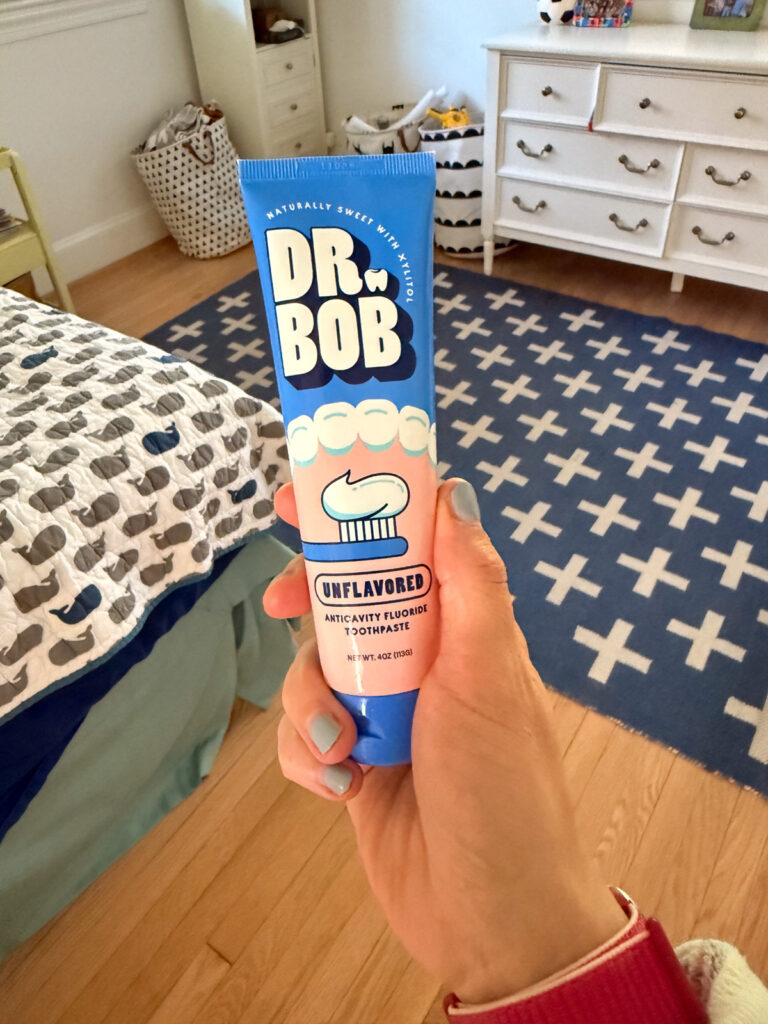 NATURALLY SWEET WITH XYLITOL
DR.
BOB
UNFLAVORED
ANTICAVITY FLUORIDE
TOOTHPASTE
NET WT. 4OZ (113G)